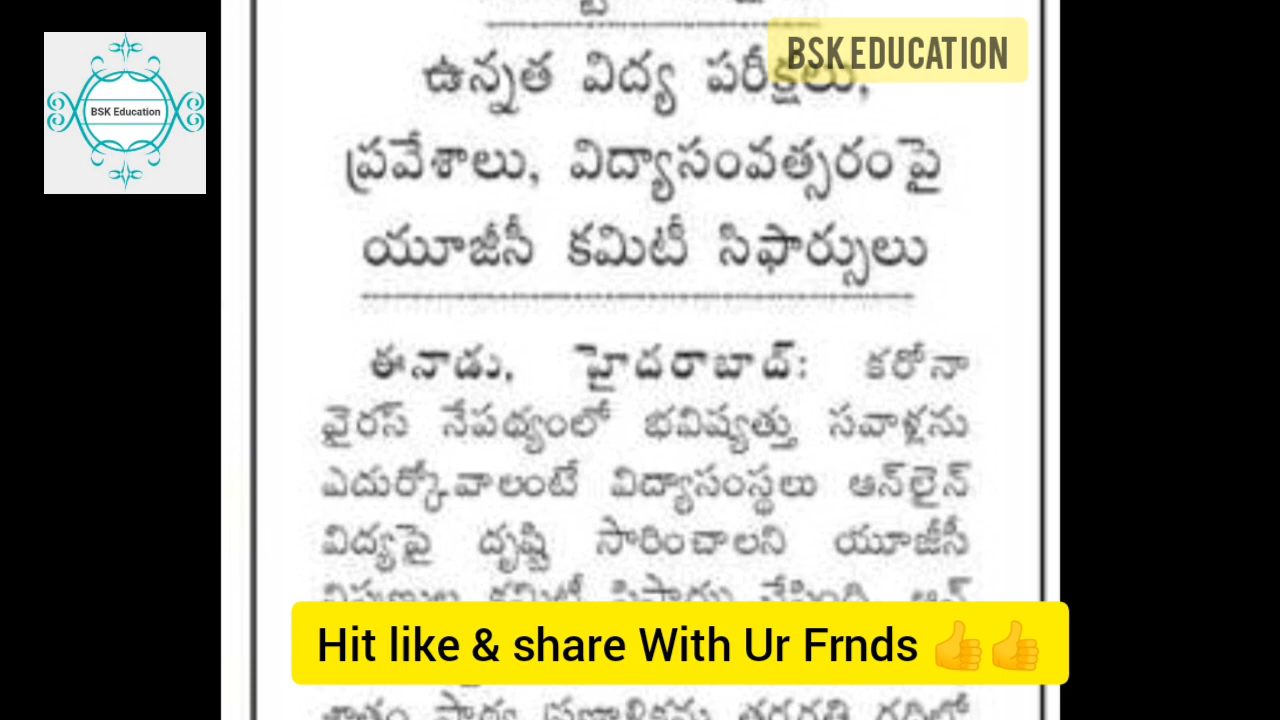 BSK EDUCATION
BSK Education
ఉన్నత విద్య పరీక్షలు,
ప్రవేశాలు, విద్యాసంవత్సరంపై
యూజీసీ కమిటీ సిఫార్సులు
ఈనాడు, హైదరాబాద్: కరోనా
వైరస్ నేపథ్యంలో భవిష్యత్తు సవాళ్లను
ఎదుర్కోవాలంటే విద్యాసంస్థలు ఆన్‌లైన్
విద్యపై దృష్టి సారించాలని యూజీసీ
Hit like & share With Ur Frnds 👍👍